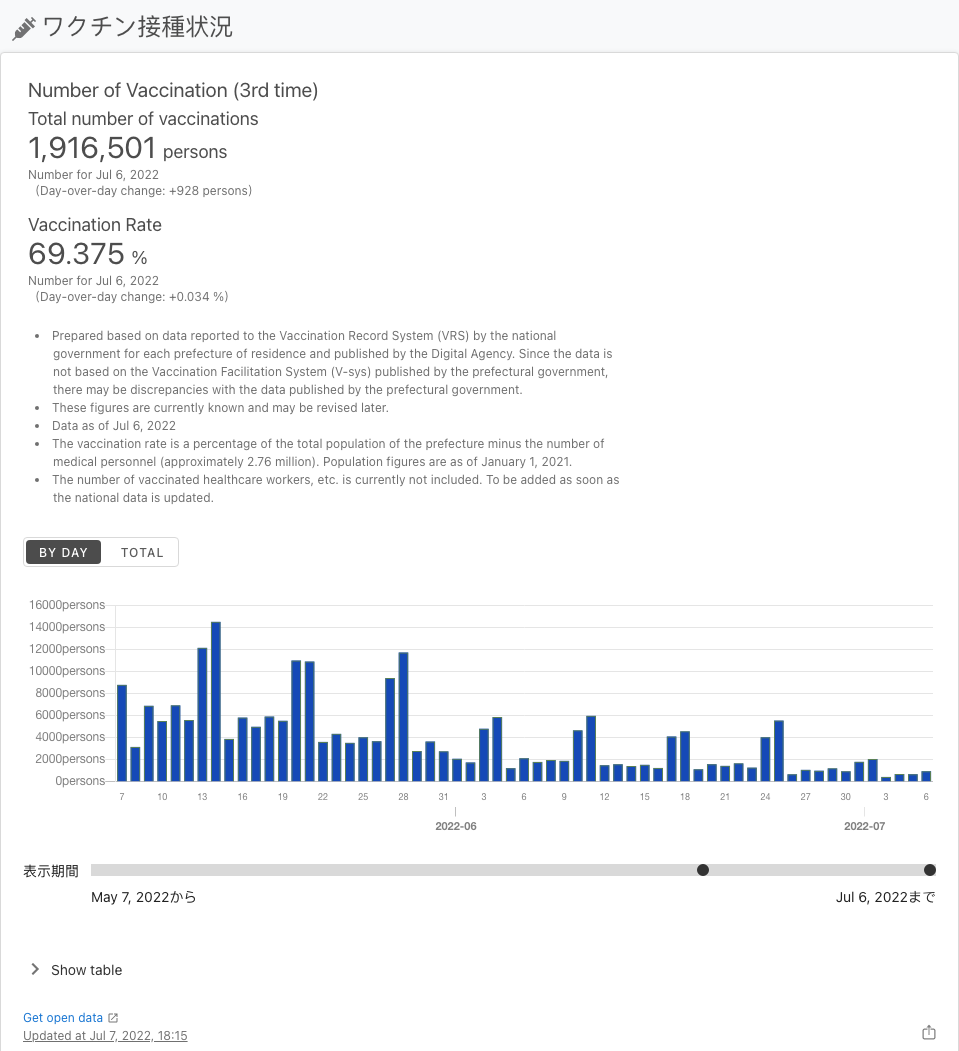 ワクチン接種状況
Number of Vaccination (3rd time)
Total number of vaccinations
1,916,501 persons
Number for Jul 6, 2022
(Day-over-day change: +928 persons)
Vaccination Rate
69.375 %
Number for Jul 6, 2022
(Day-over-day change: +0.034 %)
• Prepared based on data reported to the Vaccination Record System (VRS) by the national
government for each prefecture of residence and published by the Digital Agency. Since the data is
not based on the Vaccination Facilitation System (V-sys) published by the prefectural government,
there may be discrepancies with the data published by the prefectural government.
• These figures are currently known and may be revised later.
• Data as of Jul 6, 2022
• The vaccination rate is a percentage of the total population of the prefecture minus the number of
medical personnel (approximately 2.76 million). Population figures are as of January 1, 2021.
• The number of vaccinated healthcare workers, etc. is currently not included. To be added as soon as
the national data is updated.
BY DAY TOTAL
16000persons
14000persons
12000persons
10000persons
8000persons
6000persons
4000persons
2000persons
0persons
7 10 13 16 19 22 25 28 31 3 6 9 12 15 18 21 24 27 30 3 6
2022-06 2022-07
表示期間
May 7, 2022から Jul 6, 2022まで
Show table
Get open data
Updated at Jul 7, 2022, 18:15